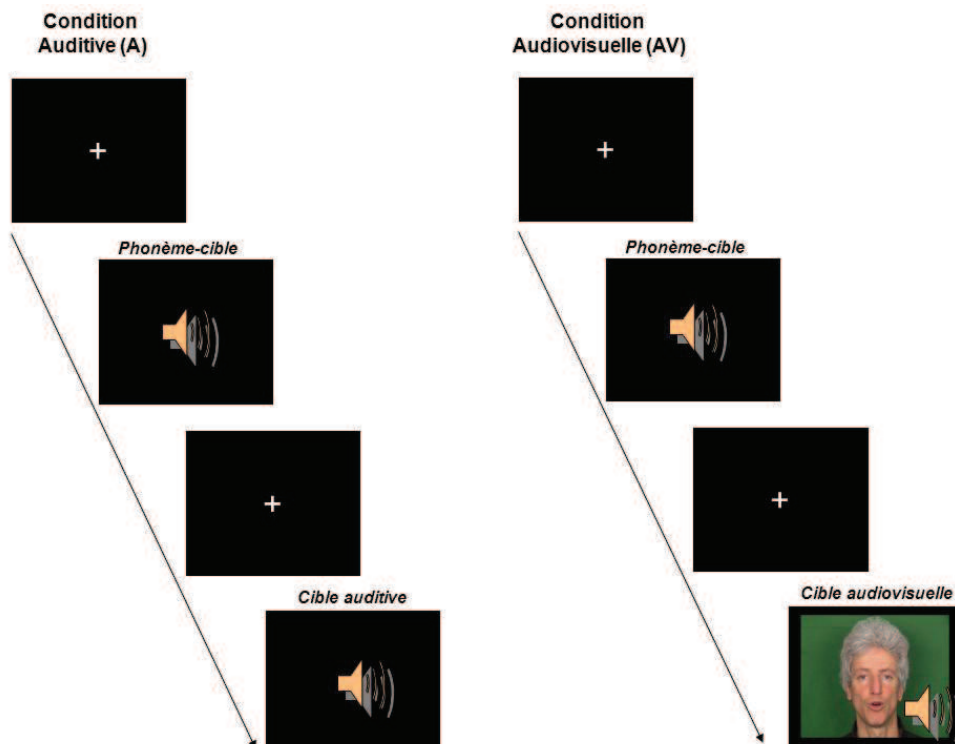 Condition
Auditive (A)
Condition
Audiovisuelle (AV)
Phonème-cible
Phonème-cible
Cible auditive
Cible audiovisuelle